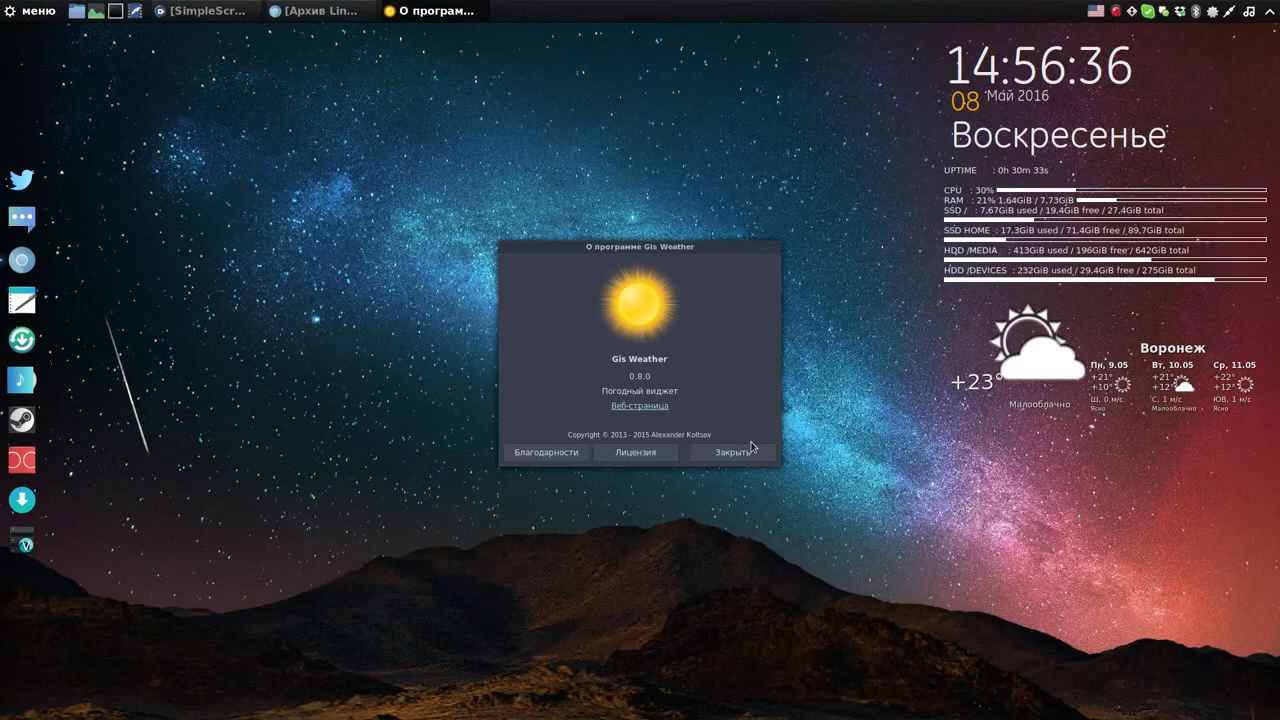 меню
[SimpleScr...
[Архив Lin...
О програм...
14:56:36
08 Май 2016
Воскресенье
UPTIME : 0h 30m 33s
CPU : 30%
RAM : 21% 1,64GiB / 7,73GiB
SSD / : 7,67GiB used / 19,4GiB free / 27,4GiB total
SSD HOME : 17,3GiB used / 71,4GiB free / 89,7GiB total
HDD /MEDIA : 413GiB used / 196GiB free / 642GiB total
HDD /DEVICES : 232GiB used / 29,4GiB free / 275GiB total
О программе Gis Weather
Gis Weather
0.8.0
Погодный виджет
Веб-страница
Copyright © 2013 - 2015 Alexander Koltsov
Благодарности
Лицензия
Закрыть
Воронеж
+23°
Малооблачно
Пн, 9.05
+21°
+10°
Ш, 0 м/с
Ясно
Вт, 10.05
+21°
+12°
С, 1 м/с
Малооблачно
Ср, 11.05
+22°
+12°
ЮВ, 1 м/с
Ясно